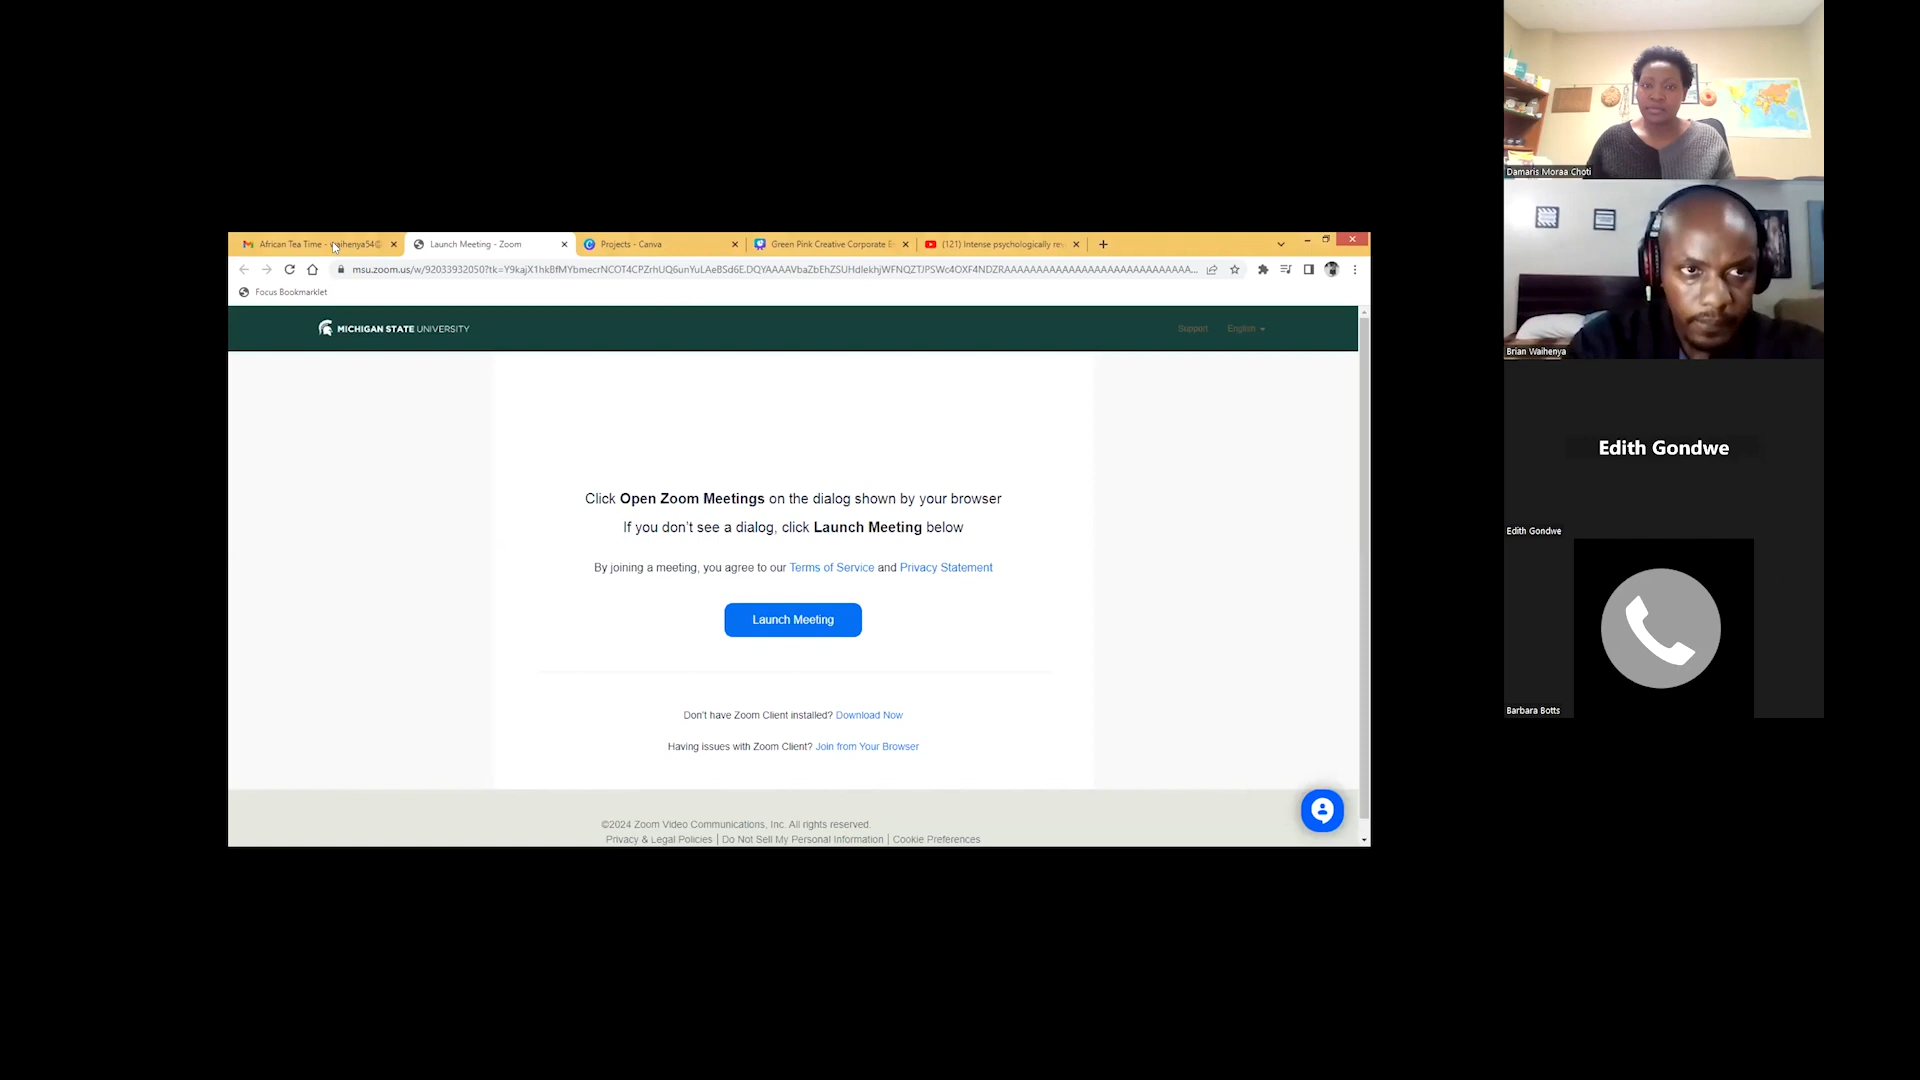 African Tea Time -
Launch Meeting - Zoom
Projects - Canva
Green Pink Creative Corporate
(121) Intense psychologically
Focus Bookmarklet
MICHIGAN STATE UNIVERSITY
Support
English
Click Open Zoom Meetings on the dialog shown by your browser
If you don't see a dialog, click Launch Meeting below
By joining a meeting, you agree to our Terms of Service and Privacy Statement
Launch Meeting
Don't have Zoom Client installed? Download Now
Having issues with Zoom Client? Join from Your Browser
©2024 Zoom Video Communications, Inc. All rights reserved.
Privacy & Legal Policies | Do Not Sell My Personal Information | Cookie Preferences
Damaris Moraa Choti
Brian Waihenya
Edith Gondwe
Edith Gondwe
Barbara Botts